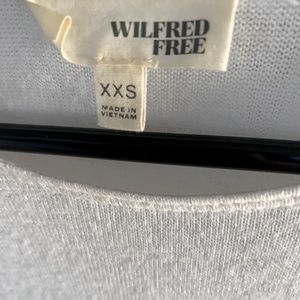 WILFRED
FREE
XXS
MADE IN
VIETNAM